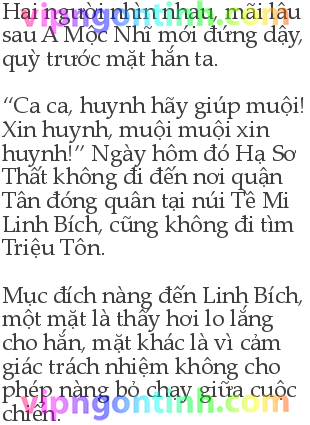 Hai người nhìn nhau, mãi lâu
sau A Mộc Nhĩ mới đứng dậy,
quỳ trước mặt hắn ta.
“Ca ca, huynh hãy giúp muội!
Xin huynh, muội muội xin
huynh!” Ngày hôm đó Hạ Sơ
Thất không đi đến nơi quận
Tân đóng quân tại núi Tê Mi
Linh Bích, cũng không đi tìm
Triệu Tôn.
Mục đích nàng đến Linh Bích,
một mặt là thấy hơi lo lắng
cho hắn, mặt khác là vì cảm
giác trách nhiệm không cho
phép nàng bỏ chạy giữa cuộc
chiến.
vipngontinh.com
vipngontinh.com